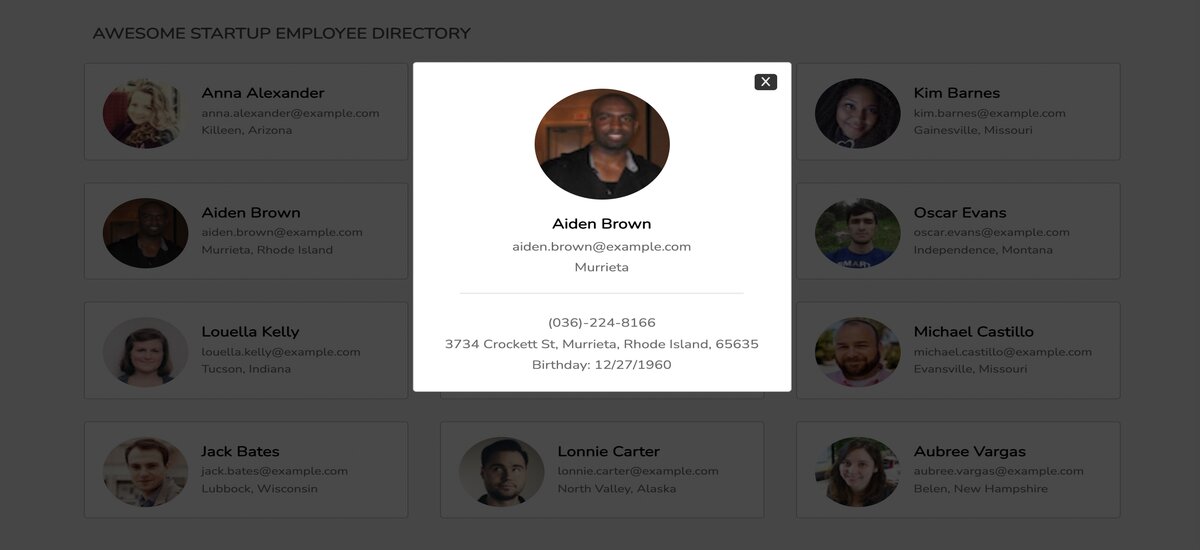 AWESOME STARTUP EMPLOYEE DIRECTORY
Anna Alexander
anna.alexander@example.com
Killeen, Arizona
Kim Barnes
kim.barnes@example.com
Gainesville, Missouri
Aiden Brown
aiden.brown@example.com
Murrieta, Rhode Island
Oscar Evans
oscar.evans@example.com
Independence, Montana
Louella Kelly
louella.kelly@example.com
Tucson, Indiana
Michael Castillo
michael.castillo@example.com
Evansville, Missouri
Jack Bates
jack.bates@example.com
Lubbock, Wisconsin
Lonnie Carter
lonnie.carter@example.com
North Valley, Alaska
Aubree Vargas
aubree.vargas@example.com
Belen, New Hampshire
X
Aiden Brown
aiden.brown@example.com
Murrieta
(036)-224-8166
3734 Crockett St, Murrieta, Rhode Island, 65635
Birthday: 12/27/1960